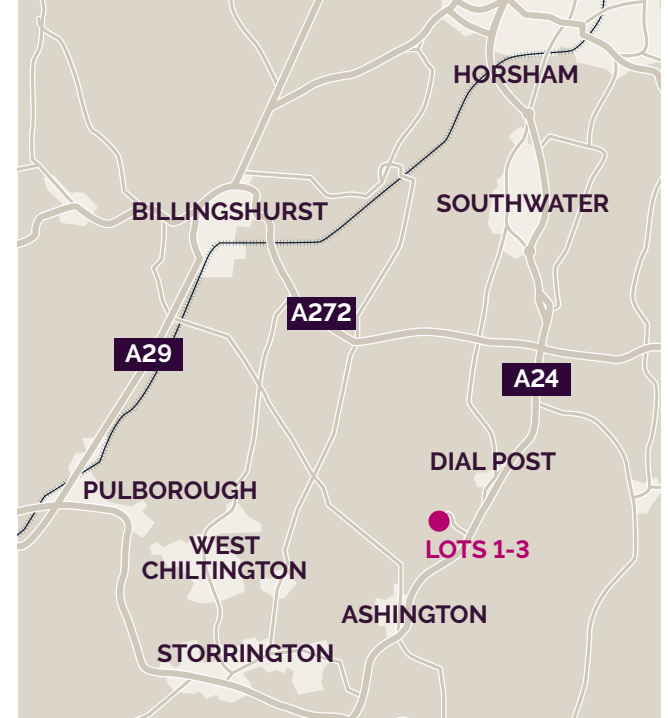 HORSHAM
SOUTHWATER
BILLINGSHURST
A272
A29
A24
DIAL POST
PULBOROUGH
LOTS 1-3
WEST
CHILTINGTON
ASHINGTON
STORRINGTON